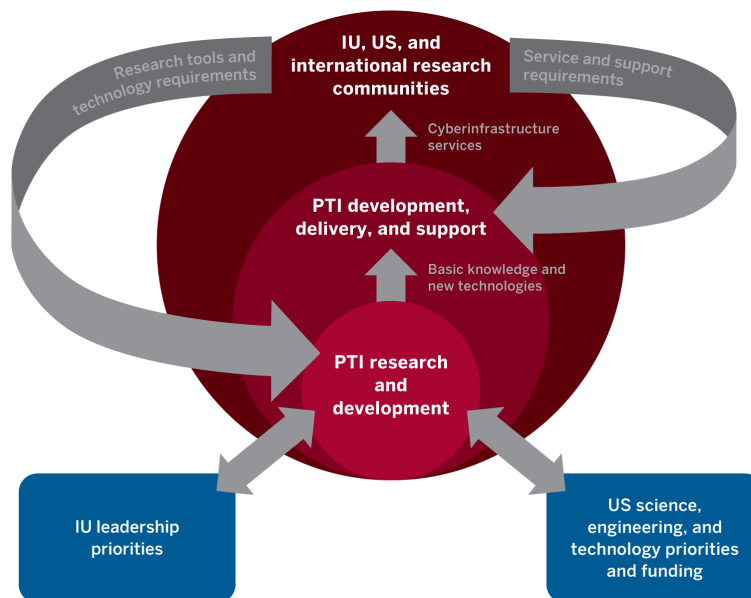 IU, US, and
international research
communities
Research tools and
technology requirements
Service and support
requirements
Cyberinfrastructure
services
PTI development,
delivery, and support
Basic knowledge and
new technologies
PTI research
and
development
IU leadership
priorities
US science,
engineering, and
technology priorities
and funding